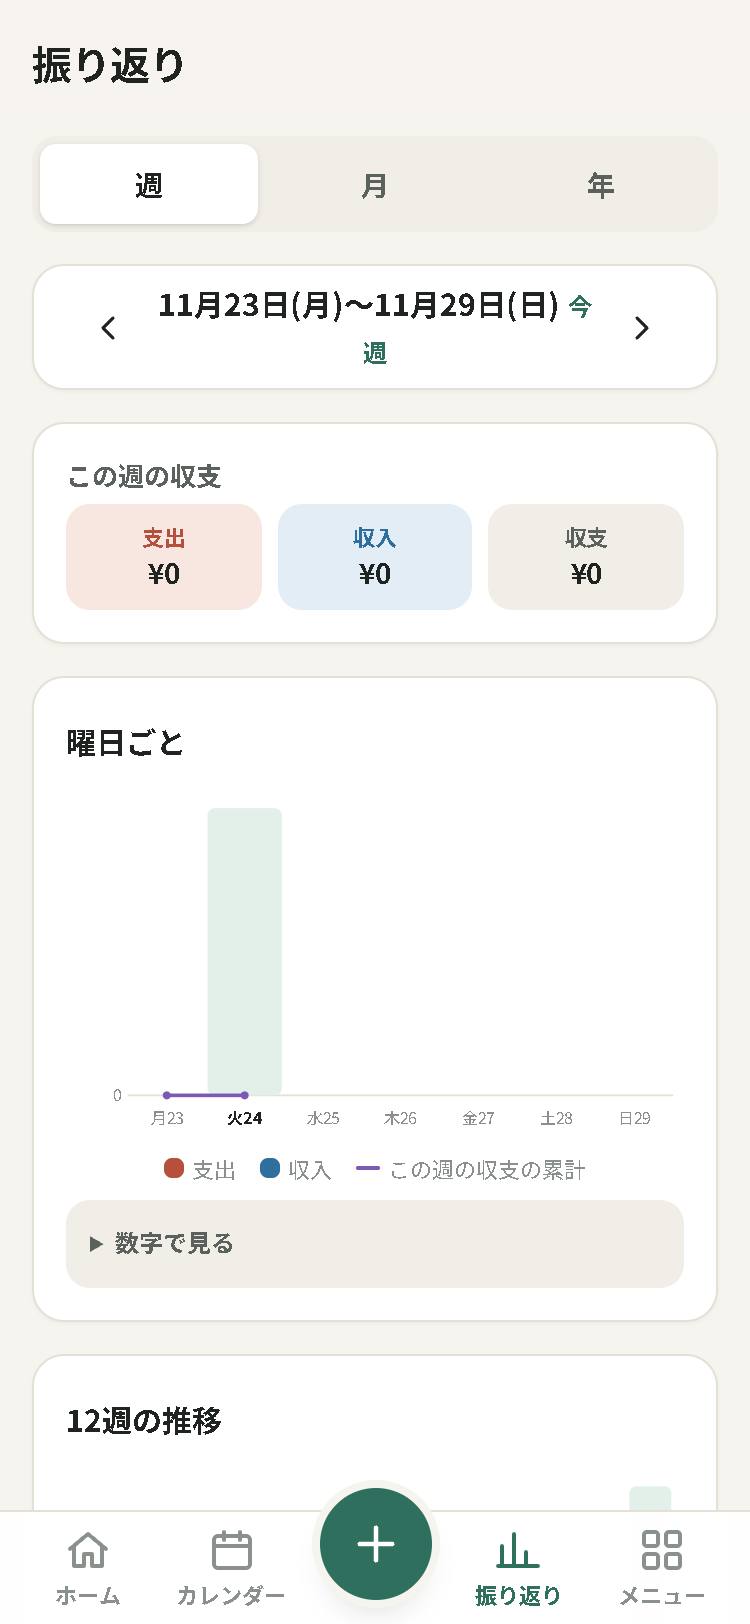 振り返り
週 月 年
11月23日(月)〜11月29日(日) 今
週
この週の収支
支出 収入 収支
¥0 ¥0 ¥0
曜日ごと
0
月23 火24 水25 木26 金27 土28 日29
支出 収入 この週の収支の累計
▶ 数字で見る
12週の推移
ホーム カレンダー 振り返り メニュー